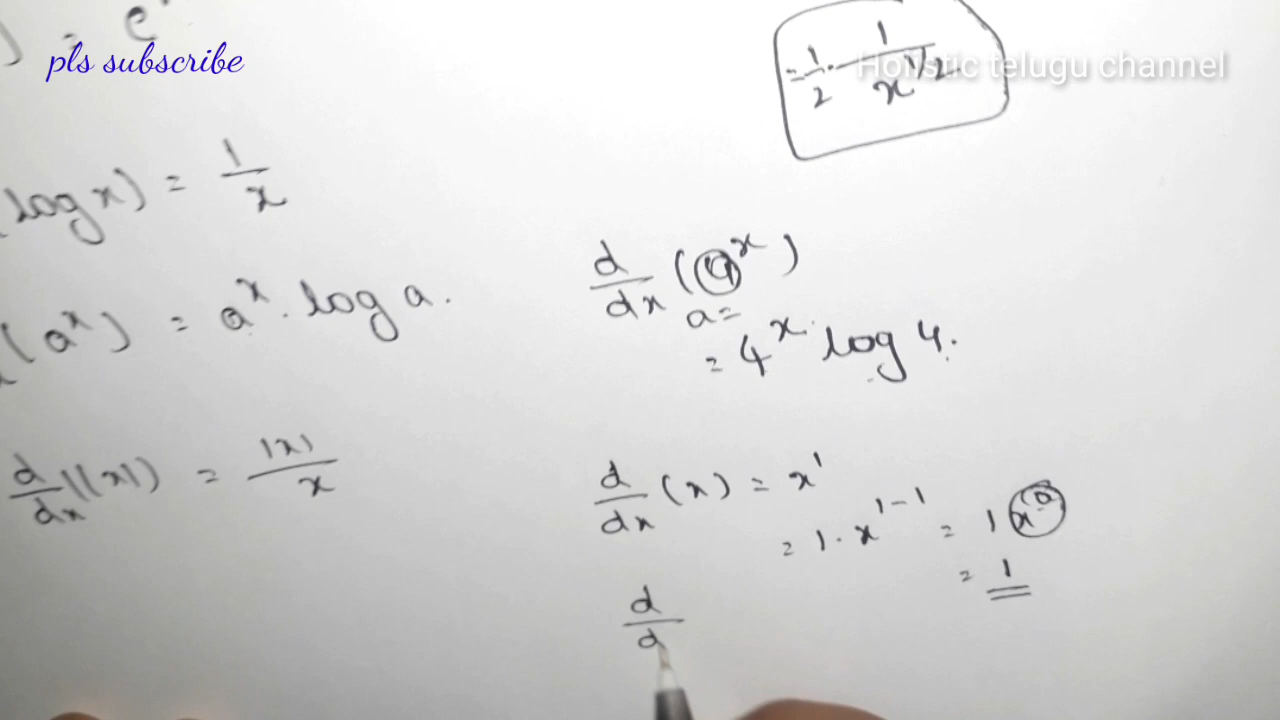 ) = e
pls subscribe
= 1/2 · 1/x^1/2
Holistic telugu channel
(log x) = 1/x
(a^x) = a^x . log a.
d/dx (4^x)
a =
= 4^x . log 4.
d/dx |(x|) = |x|/x
d/dx (x) = x^1
= 1 . x^1-1 = 1 x^0
= 1
d/d